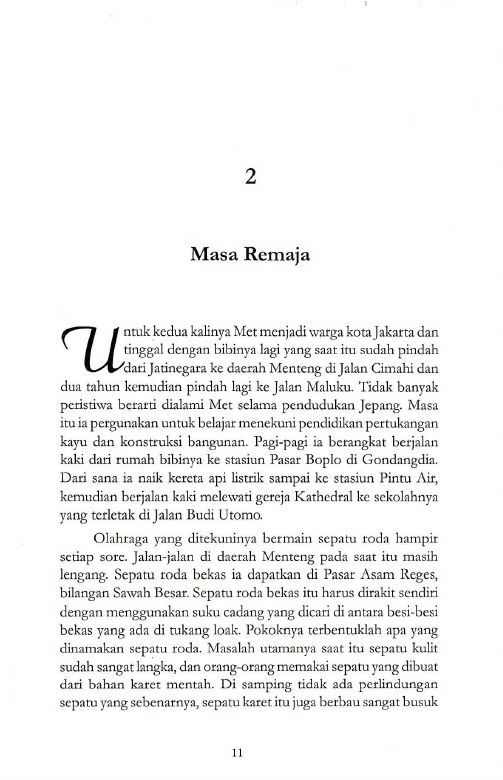 2
Masa Remaja
Untuk kedua kalinya Met menjadi warga kota Jakarta dan
tinggal dengan bibinya lagi yang saat itu sudah pindah
dari Jatinegara ke daerah Menteng di Jalan Cimahi dan
dua tahun kemudian pindah lagi ke Jalan Maluku. Tidak banyak
peristiwa berarti dialami Met selama pendudukan Jepang. Masa
itu ia pergunakan untuk belajar menekuni pendidikan pertukangan
kayu dan konstruksi bangunan. Pagi-pagi ia berangkat berjalan
kaki dari rumah bibinya ke stasiun Pasar Boplo di Gondangdia.
Dari sana ia naik kereta api listrik sampai ke stasiun Pintu Air,
kemudian berjalan kaki melewati gereja Kathedral ke sekolahnya
yang terletak di Jalan Budi Utomo.
Olahraga yang ditekuninya bermain sepatu roda hampir
setiap sore. Jalan-jalan di daerah Menteng pada saat itu masih
lengang. Sepatu roda bekas ia dapatkan di Pasar Asam Reges,
bilangan Sawah Besar. Sepatu roda bekas itu harus dirakit sendiri
dengan menggunakan suku cadang yang dicari di antara besi-besi
bekas yang ada di tukang loak. Pokoknya terbentuklah apa yang
dinamakan sepatu roda. Masalah utamanya saat itu sepatu kulit
sudah sangat langka, dan orang-orang memakai sepatu yang dibuat
dari bahan karet mentah. Di samping tidak ada perlindungan
sepatu yang sebenarnya, sepatu karet itu juga berbau sangat busuk
11